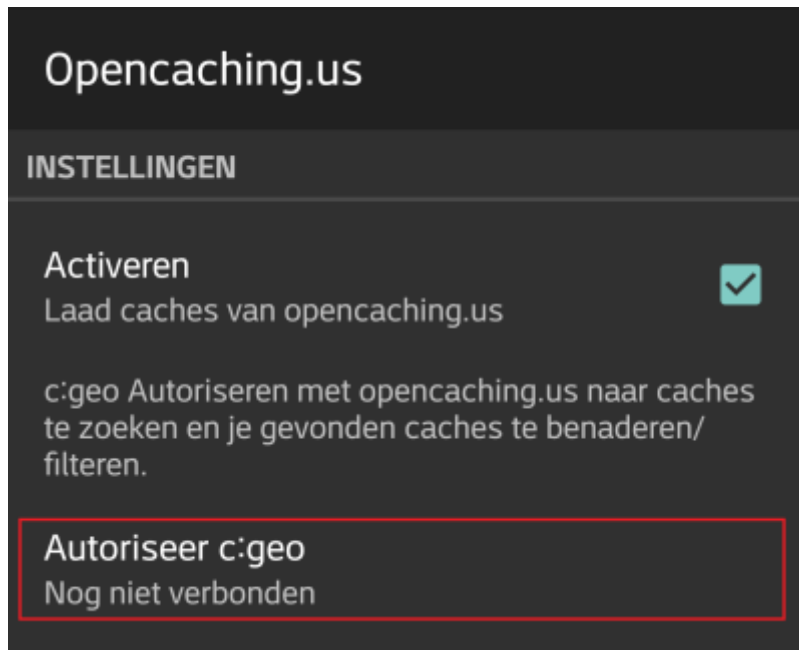 Opencaching.us
INSTELLINGEN
Activeren
Laad caches van opencaching.us
c:geo Autoriseren met opencaching.us naar caches
te zoeken en je gevonden caches te benaderen/
filteren.
Autoriseer c:geo
Nog niet verbonden